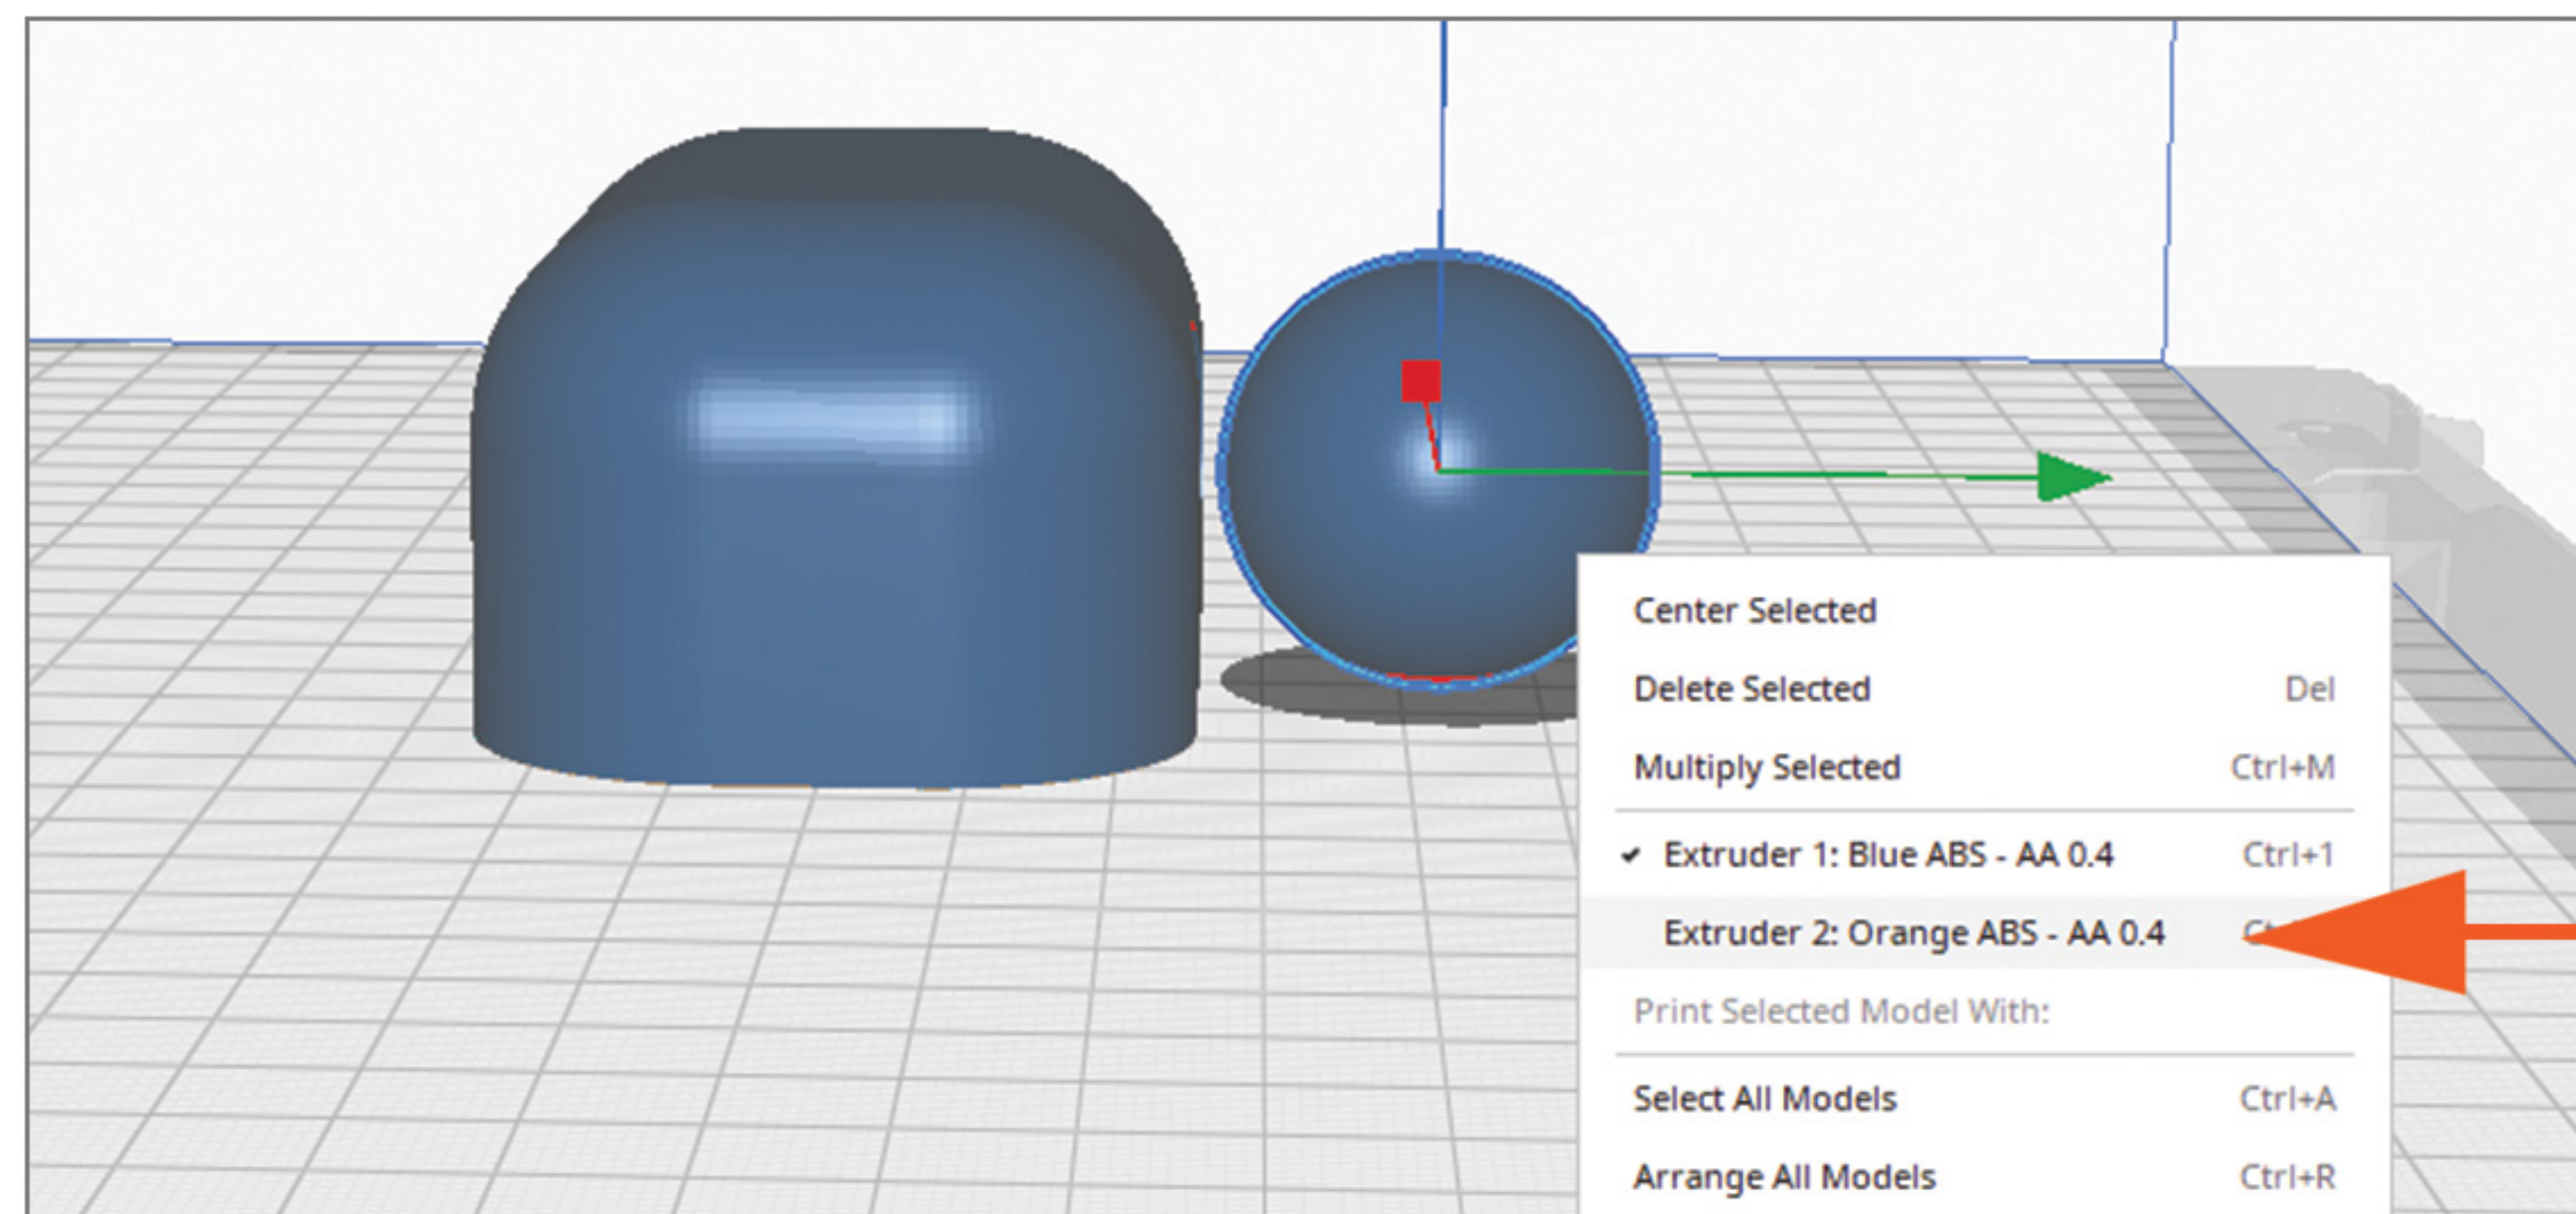 Center Selected
Delete Selected Del
Multiply Selected Ctrl+M
Extruder 1: Blue ABS - AA 0.4 Ctrl+1
Extruder 2: Orange ABS - AA 0.4
Print Selected Model With:
Select All Models Ctrl+A
Arrange All Models Ctrl+R